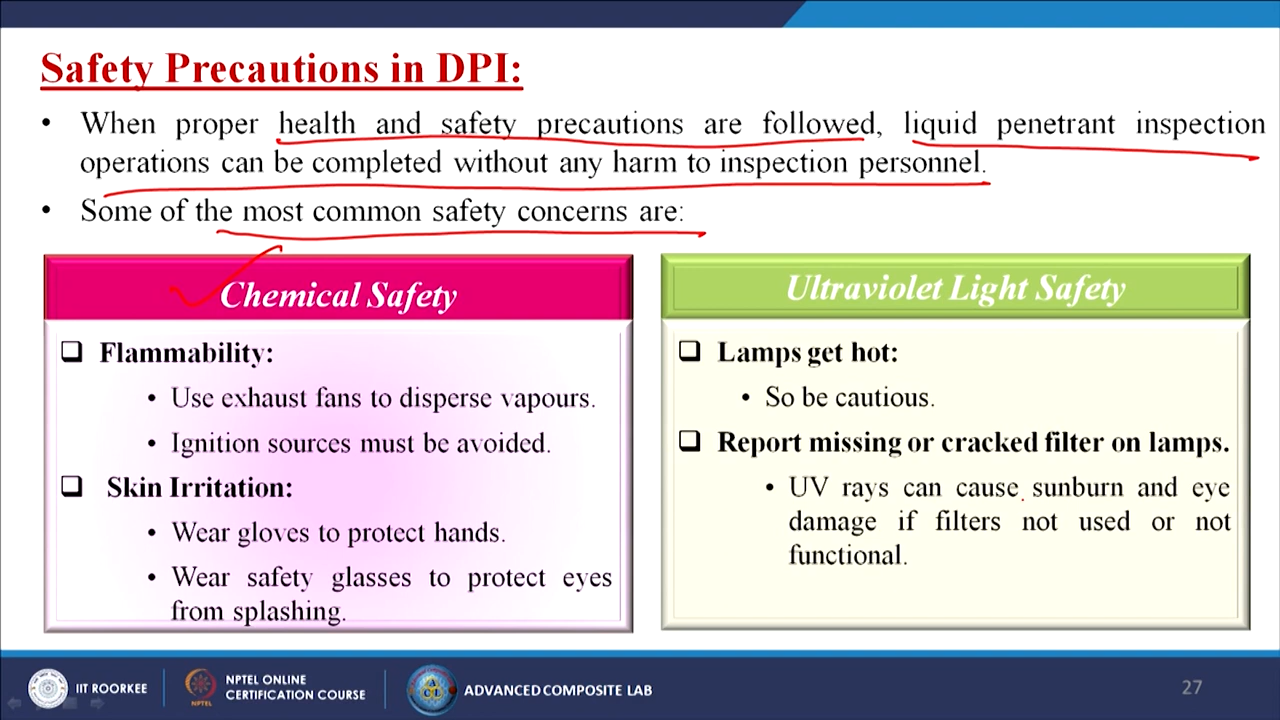 Safety Precautions in DPI:
• When proper health and safety precautions are followed, liquid penetrant inspection
operations can be completed without any harm to inspection personnel.
• Some of the most common safety concerns are:
Chemical Safety
❑ Flammability:
• Use exhaust fans to disperse vapours.
• Ignition sources must be avoided.
❑ Skin Irritation:
• Wear gloves to protect hands.
• Wear safety glasses to protect eyes
from splashing.
Ultraviolet Light Safety
❑ Lamps get hot:
• So be cautious.
❑ Report missing or cracked filter on lamps.
• UV rays can cause sunburn and eye
damage if filters not used or not
functional.
IIT ROORKEE
NPTEL
NPTEL ONLINE
CERTIFICATION COURSE
ADVANCED COMPOSITE LAB
27